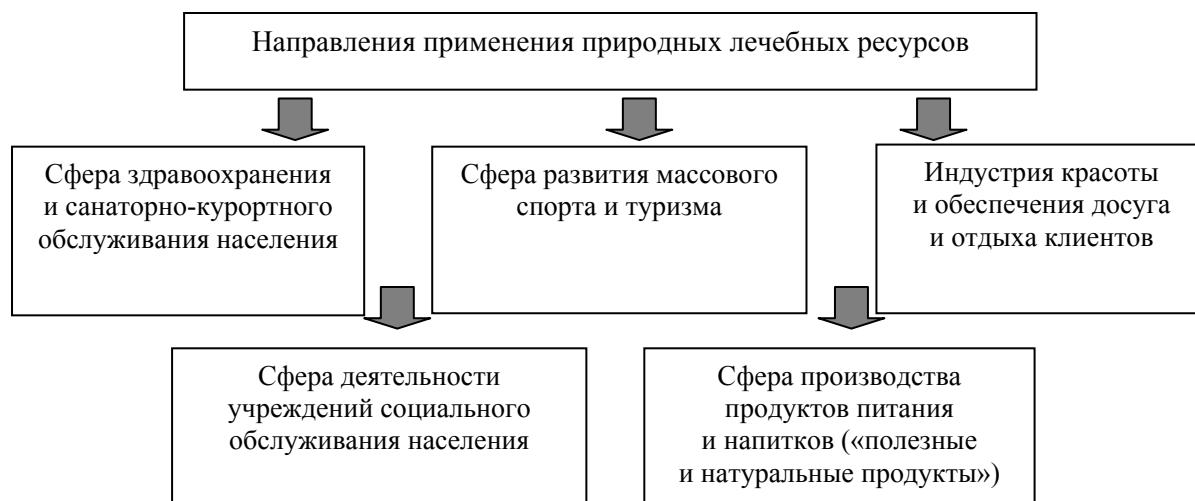 Направления применения природных лечебных ресурсов
Сфера здравоохранения
и санаторно-курортного
обслуживания населения
Сфера развития массового
спорта и туризма
Индустрия красоты
и обеспечения досуга
и отдыха клиентов
Сфера деятельности
учреждений социального
обслуживания населения
Сфера производства
продуктов питания
и напитков («полезные
и натуральные продукты»)